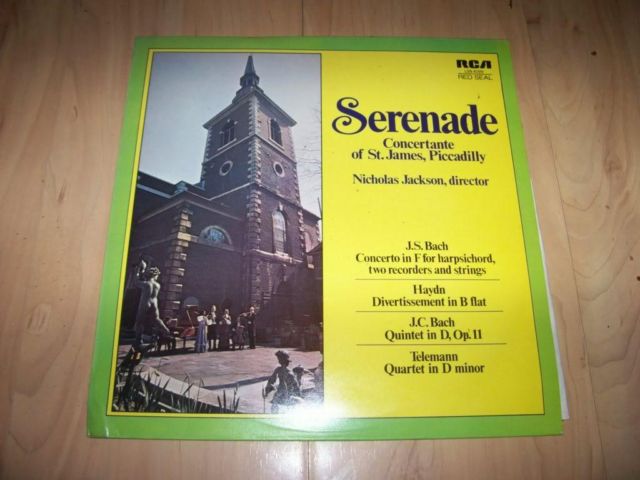 RCA
RED SEAL
Serenade
Concertante
of St. James, Piccadilly
Nicholas Jackson, director
J.S. Bach
Concerto in F for harpsichord,
two recorders and strings
Haydn
Divertissement in B flat
J.C. Bach
Quintet in D, Op. 11
Telemann
Quartet in D minor